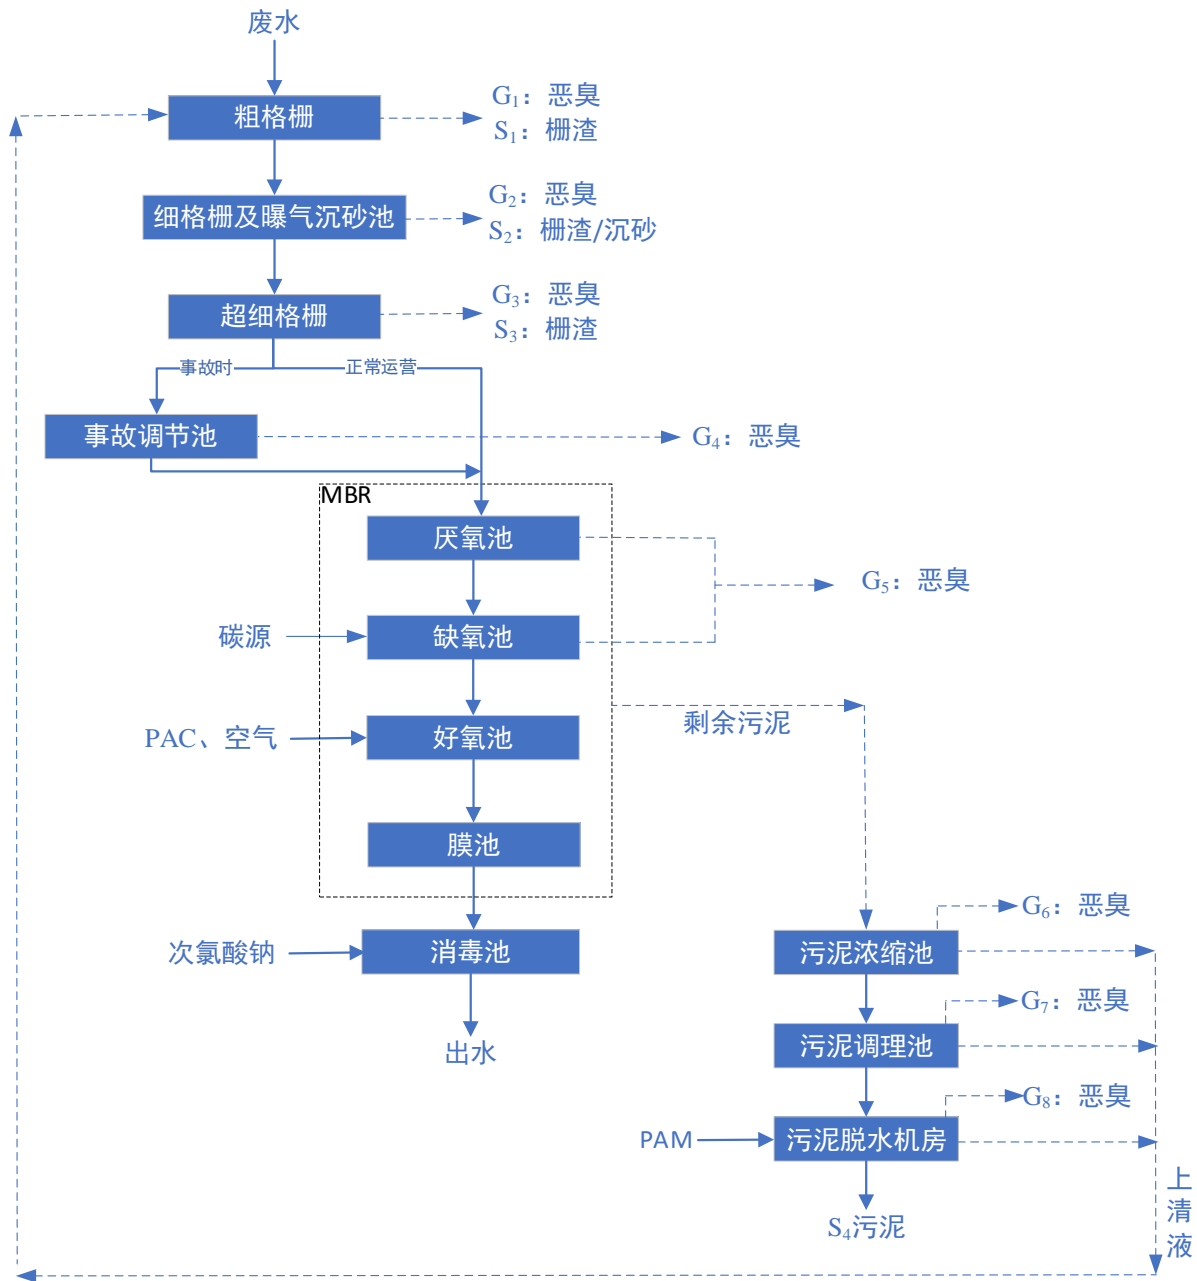 废水
粗格栅
G₁：恶臭
S₁：栅渣
细格栅及曝气沉砂池
G₂：恶臭
S₂：栅渣/沉砂
超细格栅
G₃：恶臭
S₃：栅渣
事故时
正常运营
事故调节池
G₄：恶臭
MBR
厌氧池
G₅：恶臭
碳源
缺氧池
剩余污泥
PAC、空气
好氧池
膜池
G₆：恶臭
次氯酸钠
消毒池
污泥浓缩池
G₇：恶臭
污泥调理池
出水
G₈：恶臭
PAM
污泥脱水机房
上清液
S₄污泥